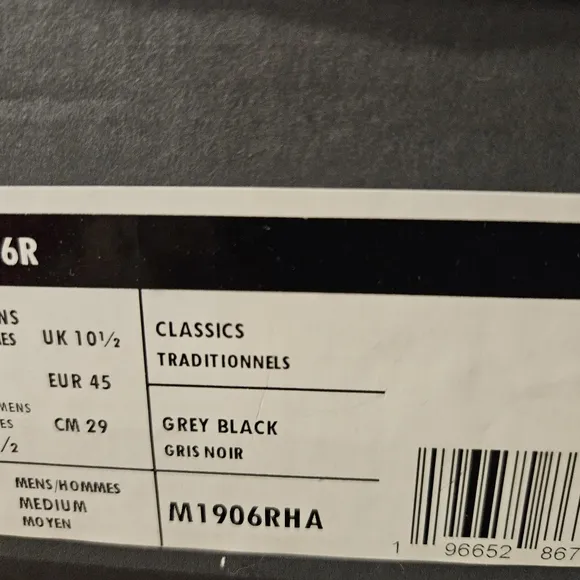 6R
NS
ES
UK 10½
EUR 45
MENS
ES
CM 29
/2
CLASSICS
TRADITIONNELS
GREY BLACK
GRIS NOIR
MENS/HOMMES
MEDIUM
MOYEN
M1906RHA
1 96652 867